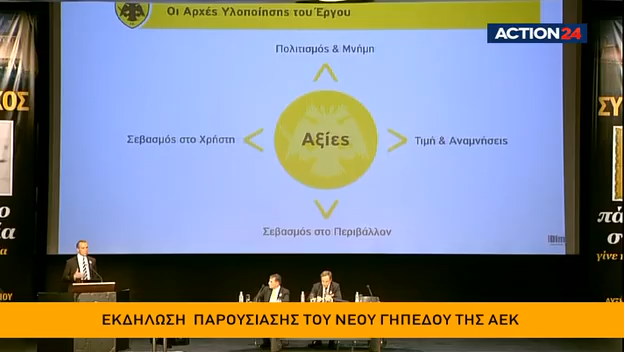 Οι Αρχές Υλοποίησης του Έργου
ACTION24
Πολιτισμός & Μνήμη
Σεβασμός στο Χρήστη
Αξίες
Τιμή & Αναμνήσεις
Σεβασμός στο Περιβάλλον
ΕΚΔΗΛΩΣΗ ΠΑΡΟΥΣΙΑΣΗΣ ΤΟΥ ΝΕΟΥ ΓΗΠΕΔΟΥ ΤΗΣ ΑΕΚ